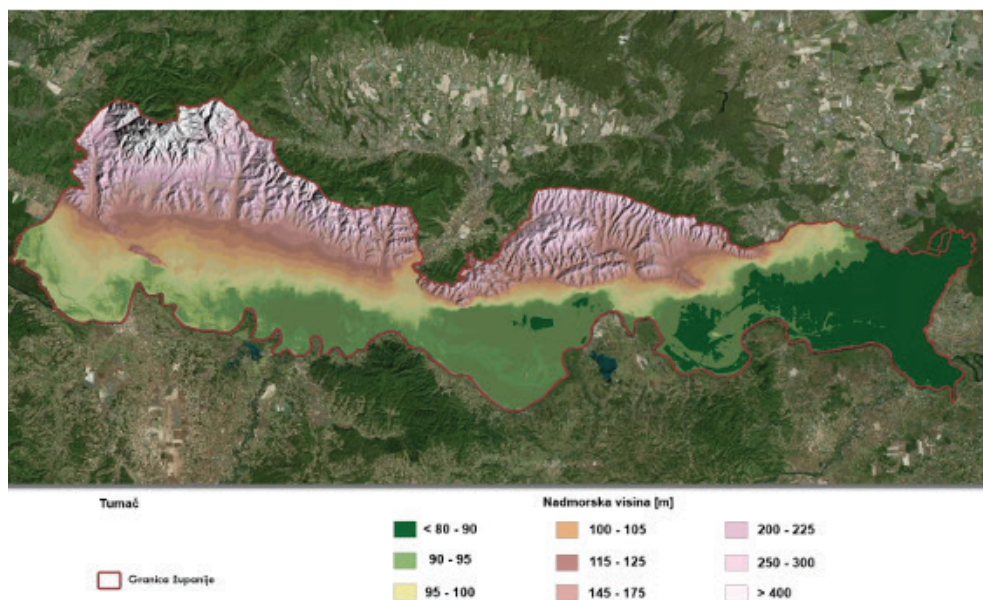 Tumač
Granica županije
Nadmorska visina [m]
< 80 - 90
90 - 95
95 - 100
100 - 105
115 - 125
145 - 175
200 - 225
250 - 300
> 400